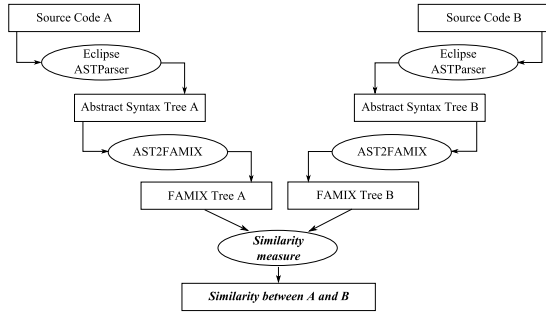 Source Code A
Source Code B
Eclipse
ASTParser
Eclipse
ASTParser
Abstract Syntax Tree A
Abstract Syntax Tree B
AST2FAMIX
AST2FAMIX
FAMIX Tree A
FAMIX Tree B
Similarity
measure
Similarity between A and B